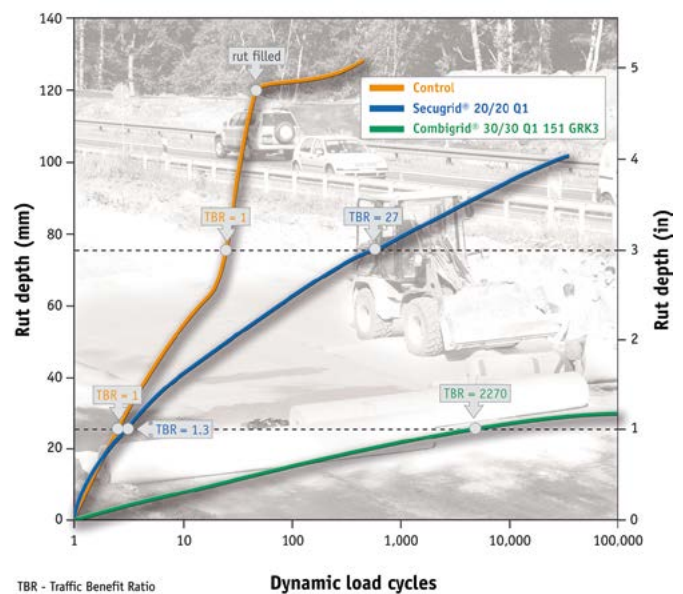 140
120
100
80
60
40
20
0
Rut depth (mm)
rut filled
Control
Secugrid® 20/20 Q1
Combigrid® 30/30 Q1 151 GRK3
TBR = 1
TBR = 27
TBR = 1
TBR = 1.3
TBR = 2270
5
4
3
2
1
0
Rut depth (in)
1 10 100 1,000 10,000 100,000
TBR - Traffic Benefit Ratio
Dynamic load cycles